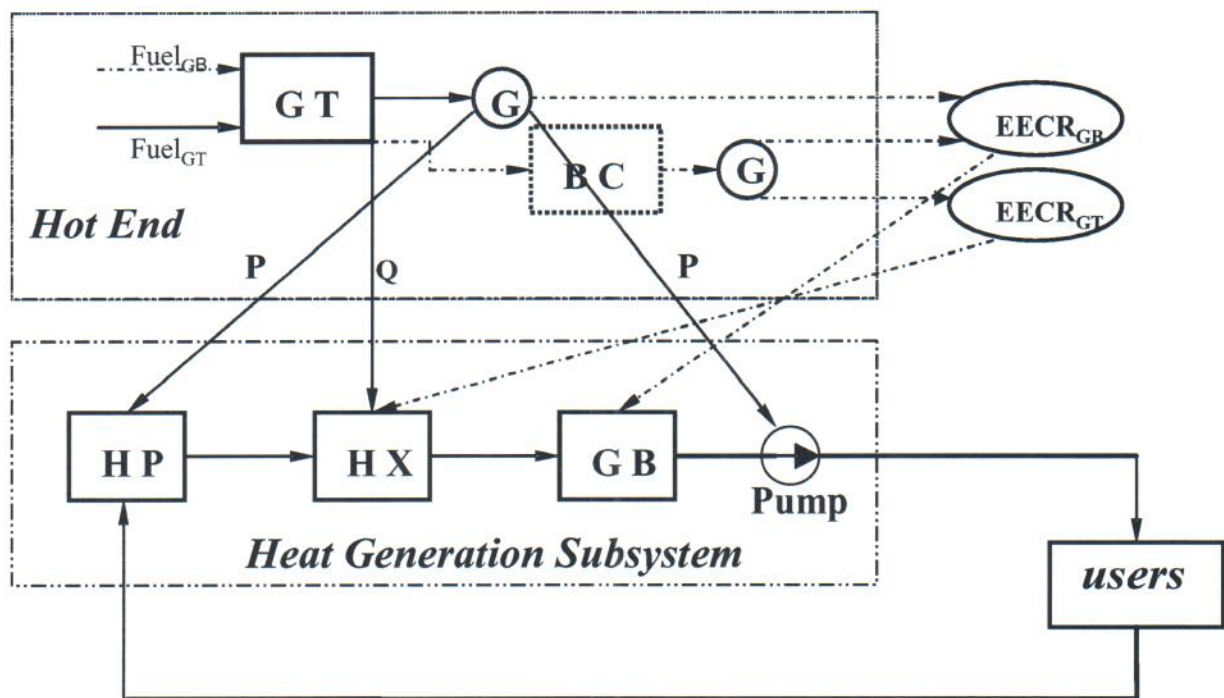 Fuel_GB
G T
G
EECR_GB
Fuel_GT
B C
G
EECR_GT
Hot End
P
Q
P
H P
H X
G B
Pump
Heat Generation Subsystem
users